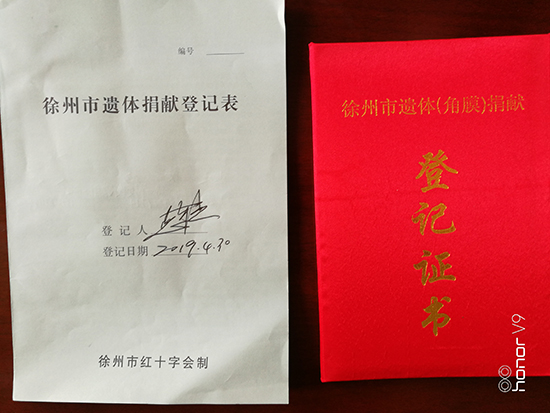 编号
徐州市遗体捐献登记表
登记人
登记日期 2019.4.30
徐州市红十字会制
徐州市遗体(角膜)捐献
登记证书
honor V9